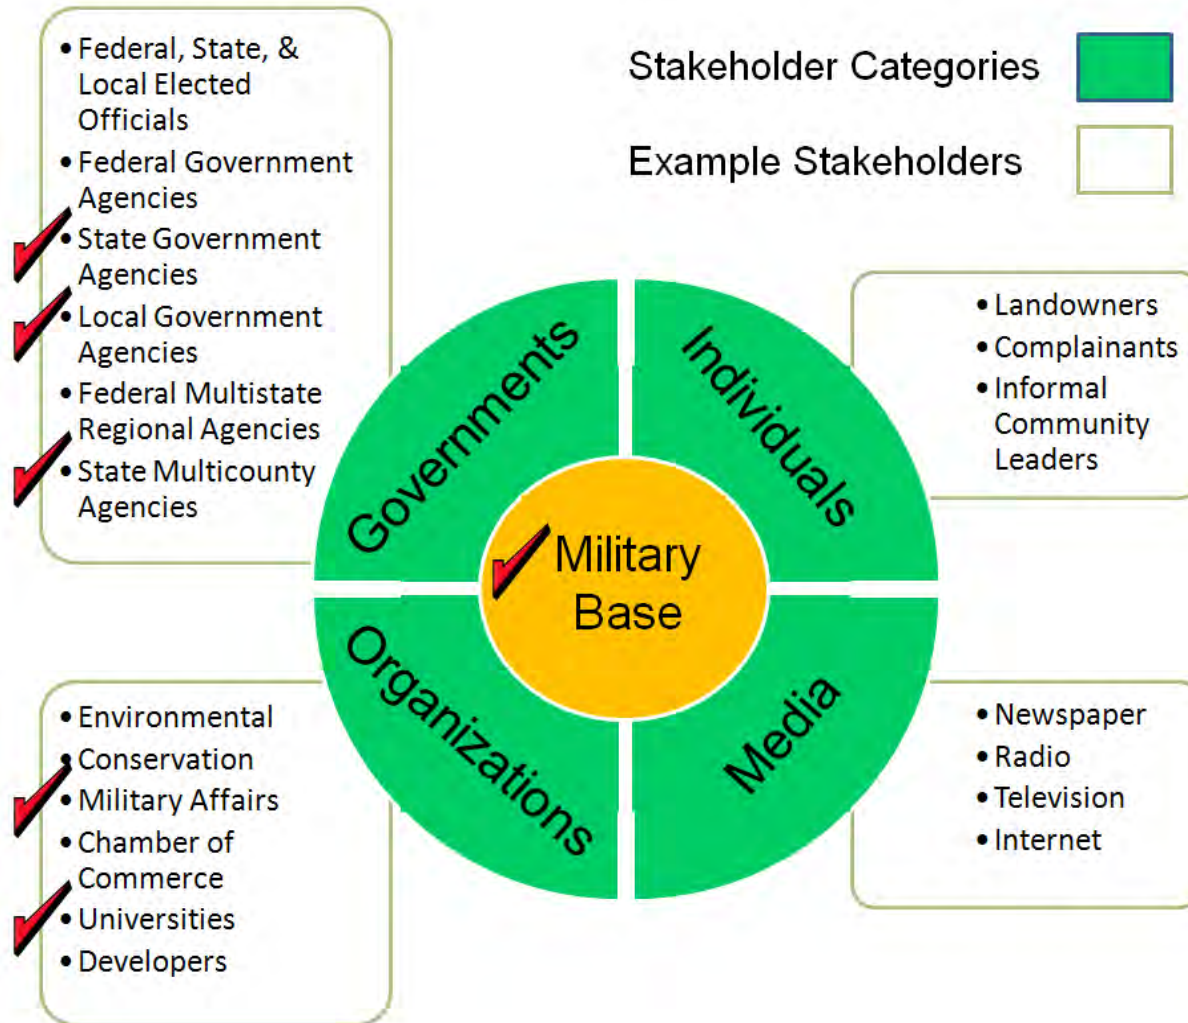 • Federal, State, &
Local Elected
Officials
• Federal Government
Agencies
• State Government
Agencies
• Local Government
Agencies
• Federal Multistate
Regional Agencies
• State Multicounty
Agencies
Stakeholder Categories
Example Stakeholders
Governments
Individuals
• Landowners
• Complainants
• Informal
Community
Leaders
Military
Base
Organizations
Media
• Environmental
• Conservation
• Military Affairs
• Chamber of
Commerce
• Universities
• Developers
• Newspaper
• Radio
• Television
• Internet